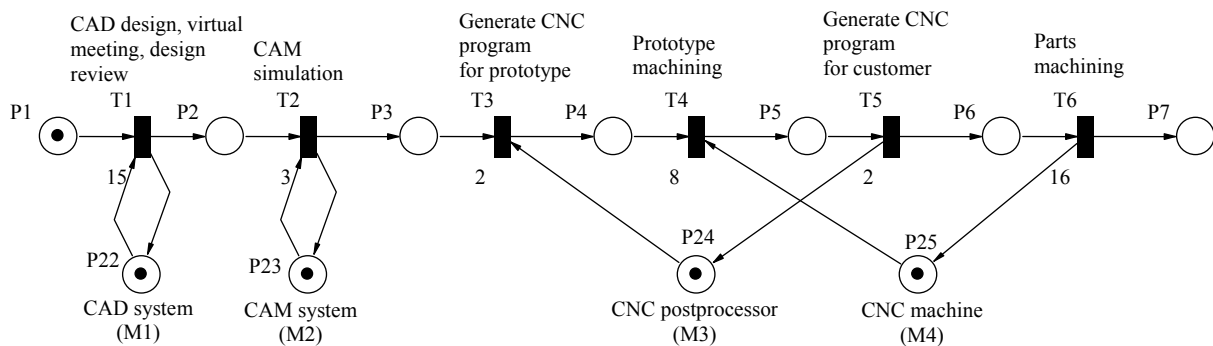 CAD design, virtual
meeting, design
review
CAM
simulation
Generate CNC
program
for prototype
Prototype
machining
Generate CNC
program
for customer
Parts
machining
P1
T1
P2
T2
P3
T3
P4
T4
P5
T5
P6
T6
P7
15
3
2
8
2
16
P22
P23
P24
P25
CAD system
(M1)
CAM system
(M2)
CNC postprocessor
(M3)
CNC machine
(M4)